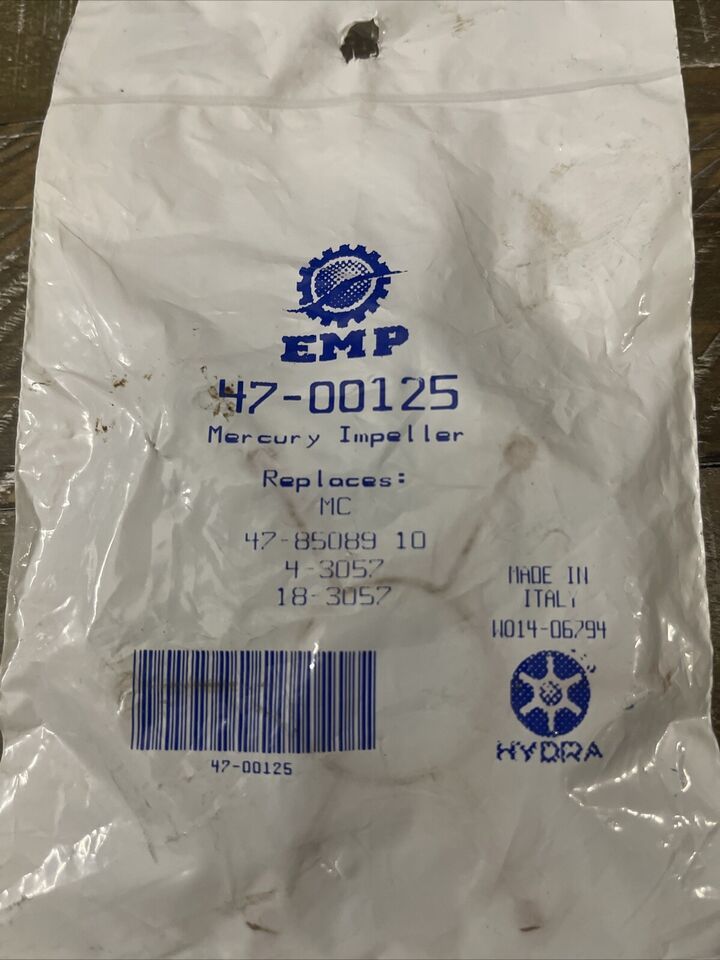 EMP
47-00125
Mercury Impeller
Replaces:
MC
47-85089 10
4-3057
18-3057
MADE IN
ITALY
W014-06794
HYDRA
47-00125